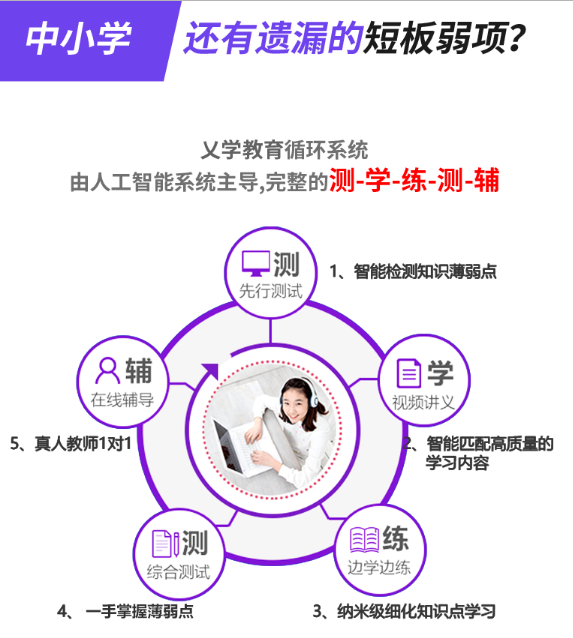 中小学 还有遗漏的短板弱项?
乂学教育循环系统
由人工智能系统主导,完整的测-学-练-测-辅
测
先行测试
1、智能检测知识薄弱点
学
视频讲义
2、智能匹配高质量的
学习内容
练
边学边练
3、纳米级细化知识点学习
测
综合测试
4、 一手掌握薄弱点
辅
在线辅导
5、真人教师1对1